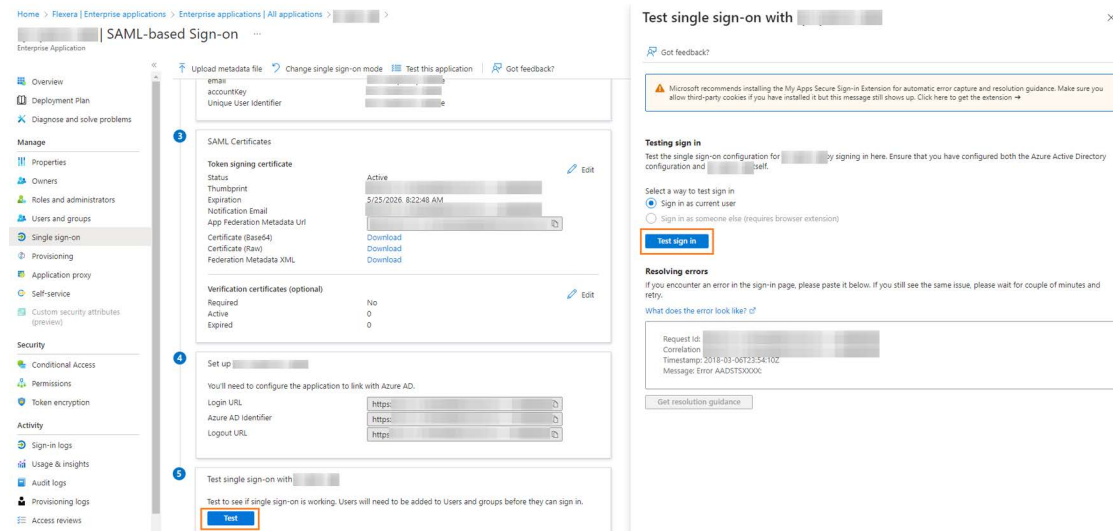 Home > Flexera | Enterprise applications > Enterprise applications | All applications > >
| SAML-based Sign-on ...
Enterprise Application
Overview
Deployment Plan
Diagnose and solve problems
Manage
Properties
Owners
Roles and administrators
Users and groups
Single sign-on
Provisioning
Application proxy
Self-service
Custom security attributes
(preview)
Security
Conditional Access
Permissions
Token encryption
Activity
Sign-in logs
Usage & insights
Audit logs
Provisioning logs
Access reviews
Upload metadata file Change single sign-on mode Test this application | Got feedback?
email
accountKey
Unique User Identifier
3
SAML Certificates
Token signing certificate
Edit
Status Active
Thumbprint
Expiration 5/25/2026, 8:22:48 AM
Notification Email
App Federation Metadata Url
Certificate (Base64) Download
Certificate (Raw) Download
Federation Metadata XML Download
Verification certificates (optional)
Edit
Required No
Active 0
Expired 0
4
Set up
You'll need to configure the application to link with Azure AD.
Login URL https:
Azure AD Identifier https:
Logout URL https
5
Test single sign-on with
Test to see if single sign-on is working. Users will need to be added to Users and groups before they can sign in.
Test
Test single sign-on with
Got feedback?
Microsoft recommends installing the My Apps Secure Sign-in Extension for automatic error capture and resolution guidance. Make sure you
allow third-party cookies if you have installed it but this message still shows up. Click here to get the extension →
Testing sign in
Test the single sign-on configuration for by signing in here. Ensure that you have configured both the Azure Active Directory
configuration and itself.
Select a way to test sign in
Sign in as current user
Sign in as someone else (requires browser extension)
Test sign in
Resolving errors
If you encounter an error in the sign-in page, please paste it below. If you still see the same issue, please wait for couple of minutes and
retry.
What does the error look like?
Request Id:
Correlation
Timestamp: 2018-03-06T23:54:10Z
Message: Error AADSTSXXXX:
Get resolution guidance